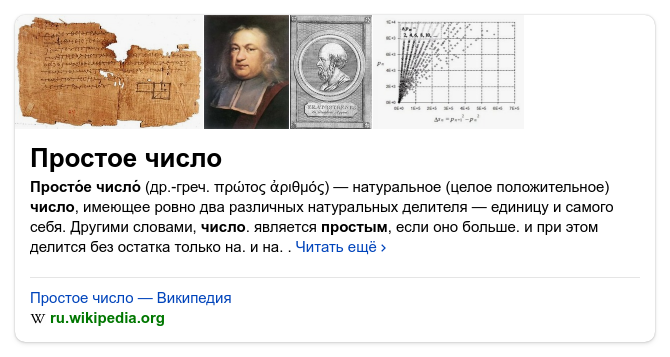 ΕΡΑΤΟΣΘΕΝΗΣ
Простое число
Просто́е число́ (др.-греч. πρώτος ἀριθμός) — натуральное (целое положительное)
число, имеющее ровно два различных натуральных делителя — единицу и самого
себя. Другими словами, число. является простым, если оно больше. и при этом
делится без остатка только на. и на. . Читать ещё ›
Простое число — Википедия
W ru.wikipedia.org